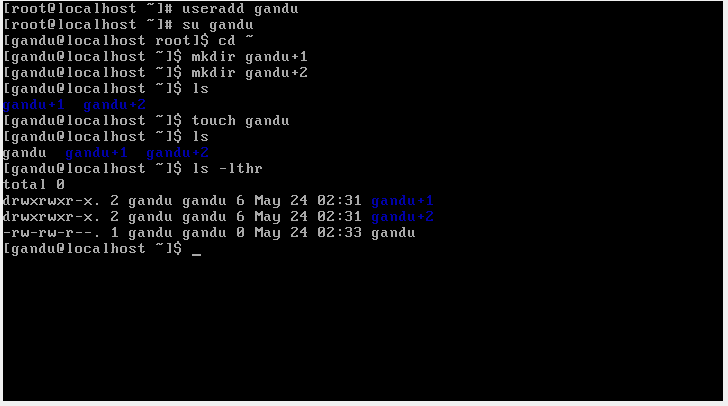 [root@localhost ~]# useradd gandu
[root@localhost ~]# su gandu
[gandu@localhost root]$ cd ~
[gandu@localhost ~]$ mkdir gandu+1
[gandu@localhost ~]$ mkdir gandu+2
[gandu@localhost ~]$ ls
gandu+1  gandu+2
[gandu@localhost ~]$ touch gandu
[gandu@localhost ~]$ ls
gandu  gandu+1  gandu+2
[gandu@localhost ~]$ ls -lthr
total 0
drwxrwxr-x. 2 gandu gandu 6 May 24 02:31 gandu+1
drwxrwxr-x. 2 gandu gandu 6 May 24 02:31 gandu+2
-rw-rw-r--. 1 gandu gandu 0 May 24 02:33 gandu
[gandu@localhost ~]$ _